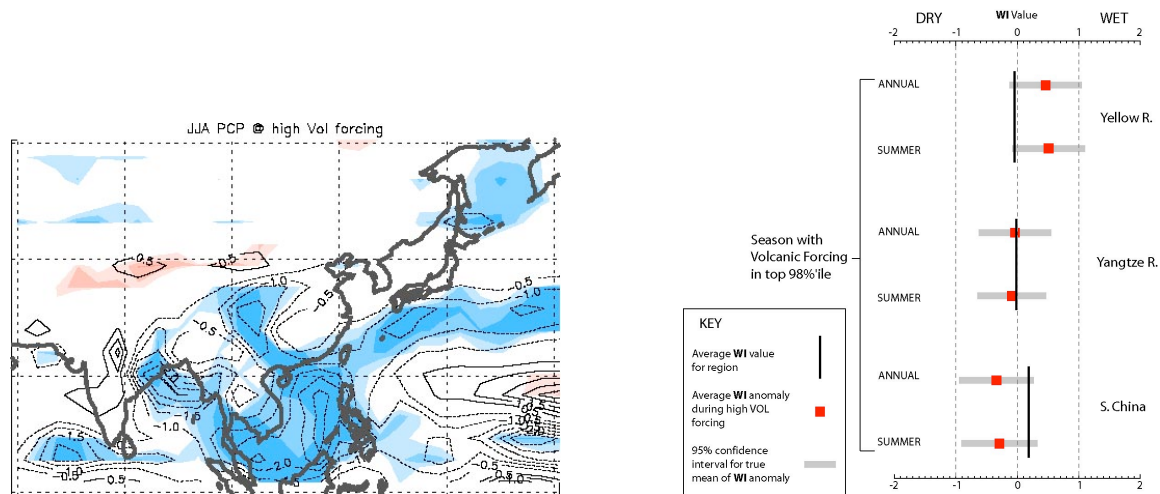 JJA PCP @ high Vol forcing
-0.5
-0.5
-1.0
-0.5
-0.5
-1.0
-0.5
-1.5
-1.0
-1.5
-2.0
-1.0
-0.5
0.5
DRY
WI Value
WET
-2
-1
0
1
2
ANNUAL
Yellow R.
SUMMER
ANNUAL
Season with
Volcanic Forcing
in top 98%'ile
Yangtze R.
SUMMER
KEY
Average WI value
for region
ANNUAL
Average WI anomaly
during high VOL
forcing
S. China
SUMMER
95% confidence
interval for true
mean of WI anomaly
-2
-1
0
1
2